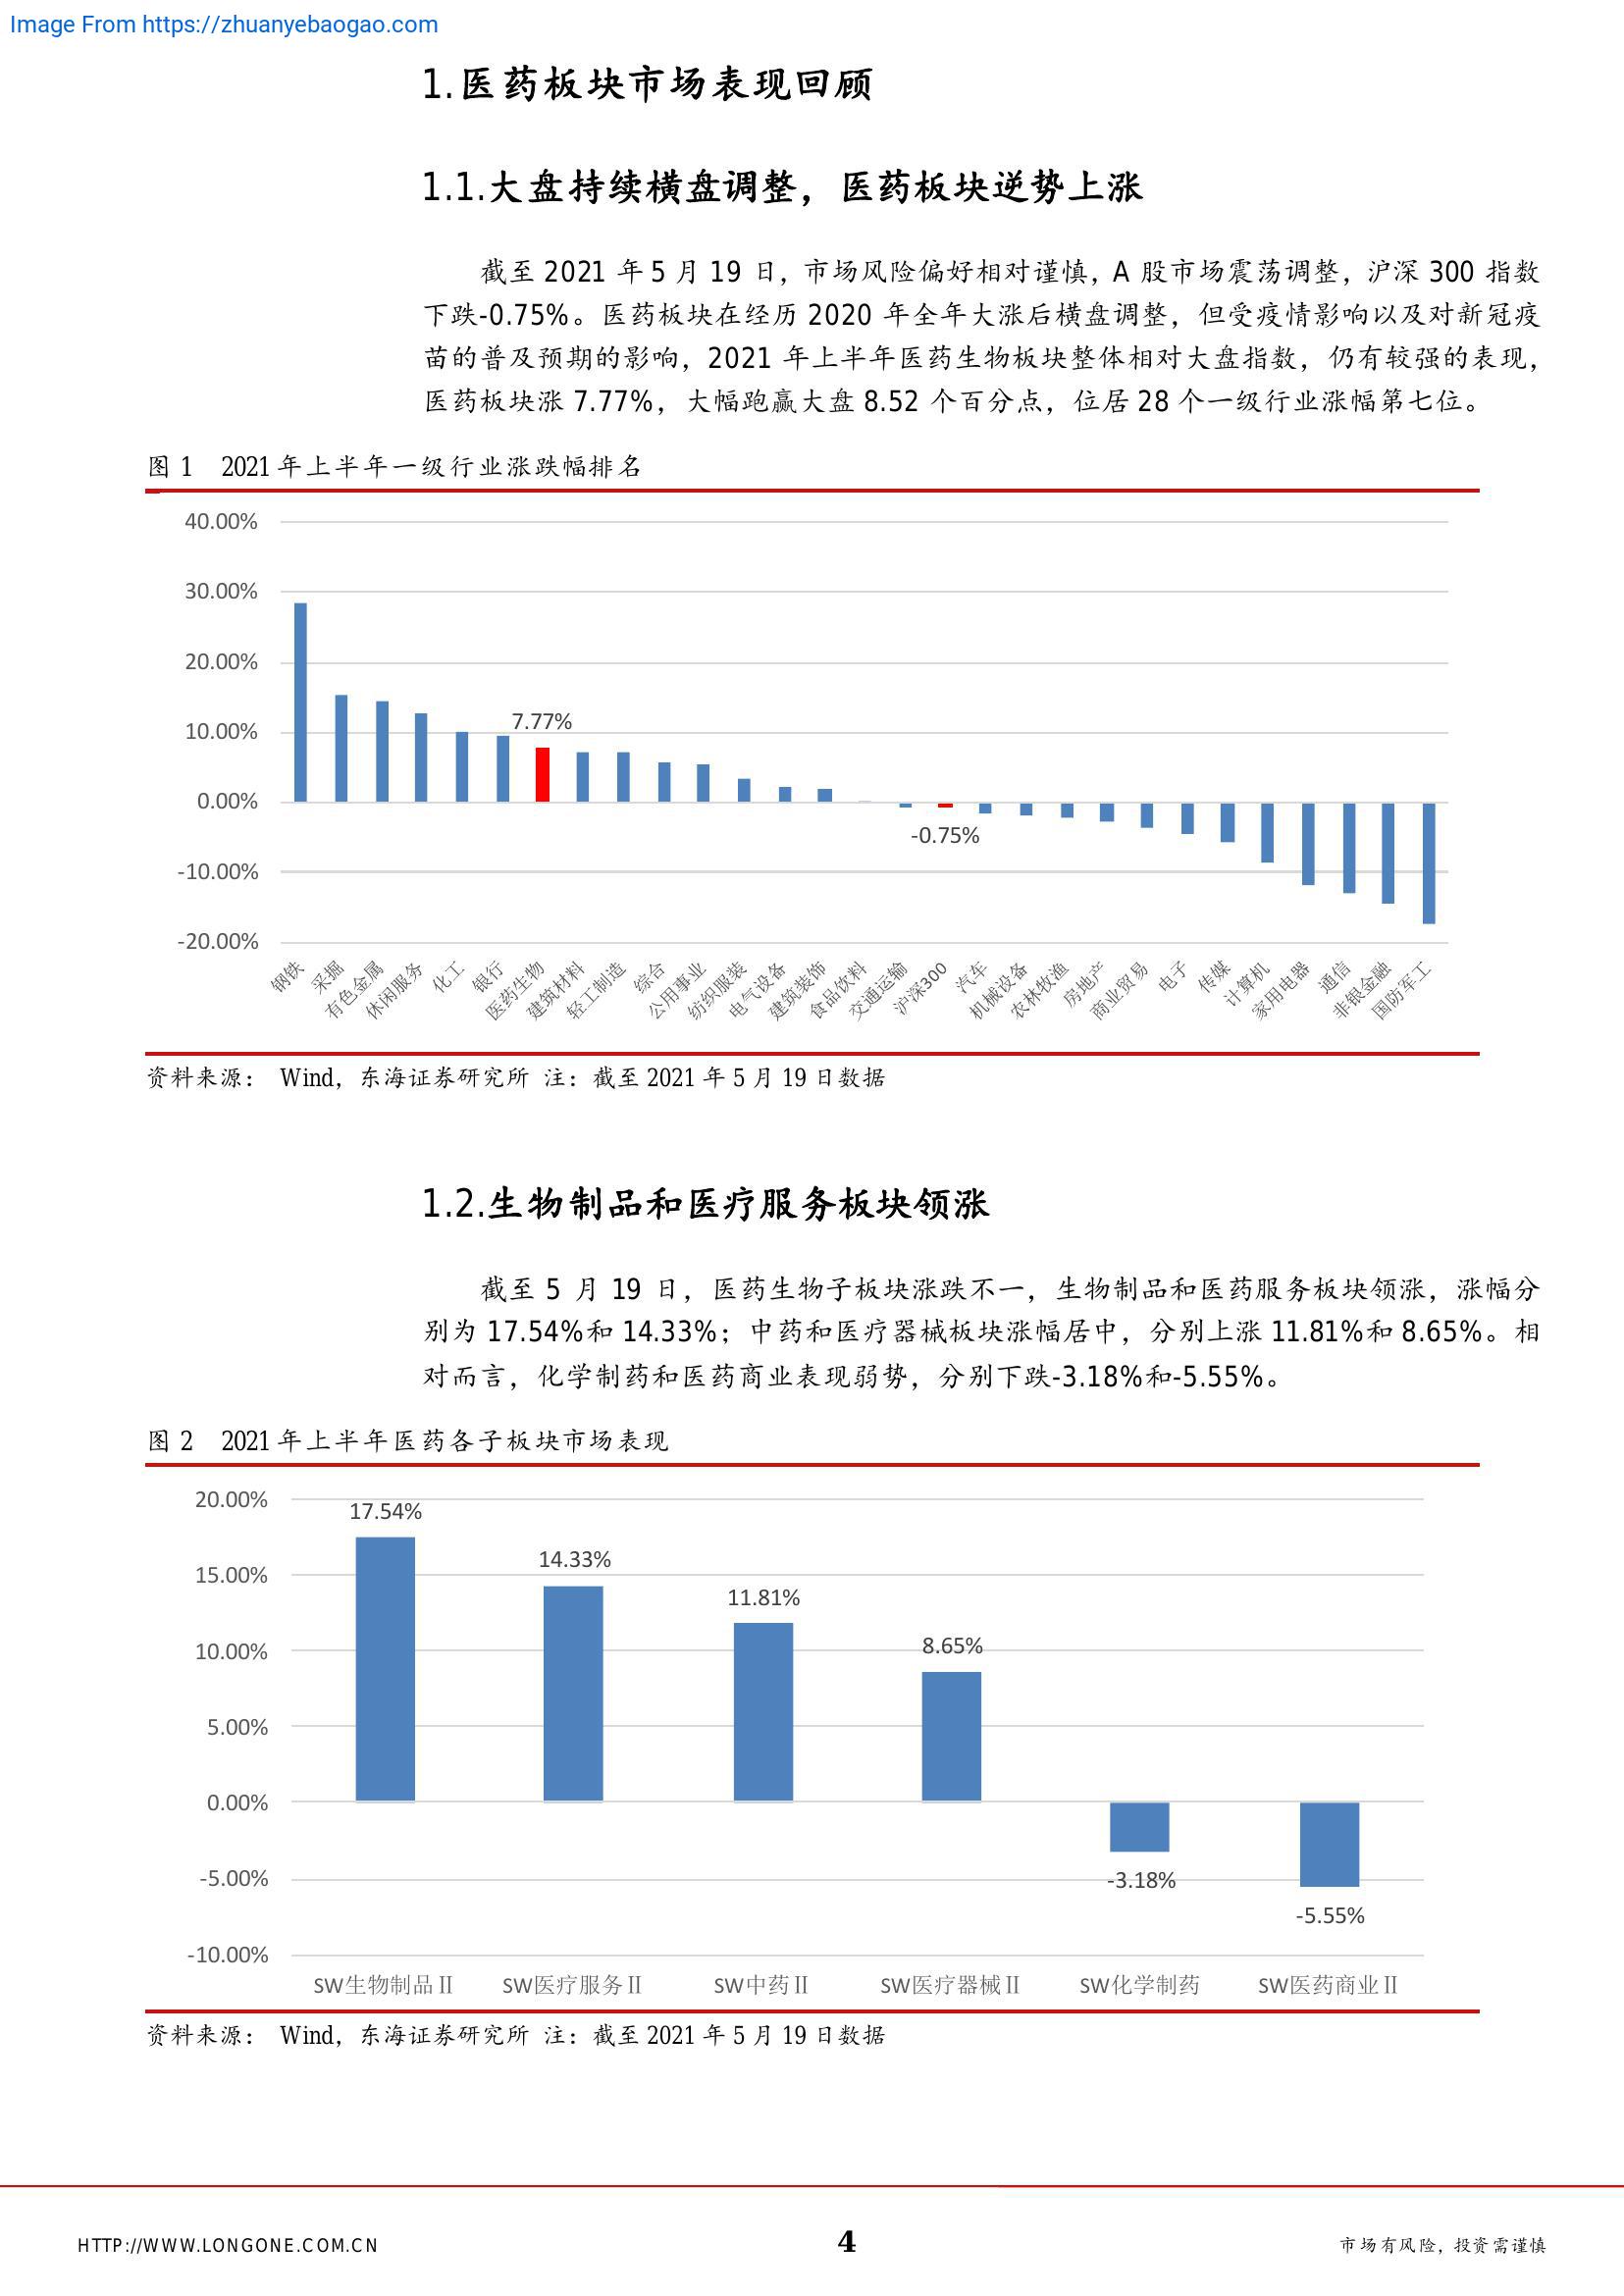 Image From https://zhuanyebaogao.com
1.医药板块市场表现回顾
1.1.大盘持续横盘调整，医药板块逆势上涨
截至 2021 年 5 月 19 日，市场风险偏好相对谨慎，A 股市场震荡调整，沪深 300 指数
下跌-0.75%。医药板块在经历 2020 年全年大涨后横盘调整，但受疫情影响以及对新冠疫
苗的普及预期的影响，2021 年上半年医药生物板块整体相对大盘指数，仍有较强的表现，
医药板块涨 7.77%，大幅跑赢大盘 8.52 个百分点，位居 28 个一级行业涨幅第七位。
图 1 2021 年上半年一级行业涨跌幅排名
40.00%
30.00%
20.00%
10.00%
0.00%
-10.00%
-20.00%
7.77%
-0.75%
钢铁
采掘
有色金属
休闲服务
化工
银行
医药生物
建筑材料
轻工制造
综合
公用事业
纺织服装
电气设备
建筑装饰
食品饮料
交通运输
沪深300
汽车
机械设备
农林牧渔
房地产
商业贸易
电子
传媒
计算机
家用电器
通信
非银金融
国防军工
资料来源： Wind，东海证券研究所 注：截至 2021 年 5 月 19 日数据
1.2.生物制品和医疗服务板块领涨
截至 5 月 19 日，医药生物子板块涨跌不一，生物制品和医药服务板块领涨，涨幅分
别为 17.54%和 14.33%；中药和医疗器械板块涨幅居中，分别上涨 11.81%和 8.65%。相
对而言，化学制药和医药商业表现弱势，分别下跌-3.18%和-5.55%。
图 2 2021 年上半年医药各子板块市场表现
20.00%
15.00%
10.00%
5.00%
0.00%
-5.00%
-10.00%
17.54%
14.33%
11.81%
8.65%
-3.18%
-5.55%
SW生物制品Ⅱ
SW医疗服务Ⅱ
SW中药Ⅱ
SW医疗器械Ⅱ
SW化学制药
SW医药商业Ⅱ
资料来源： Wind，东海证券研究所 注：截至 2021 年 5 月 19 日数据
HTTP://WWW.LONGONE.COM.CN
4
市场有风险，投资需谨慎